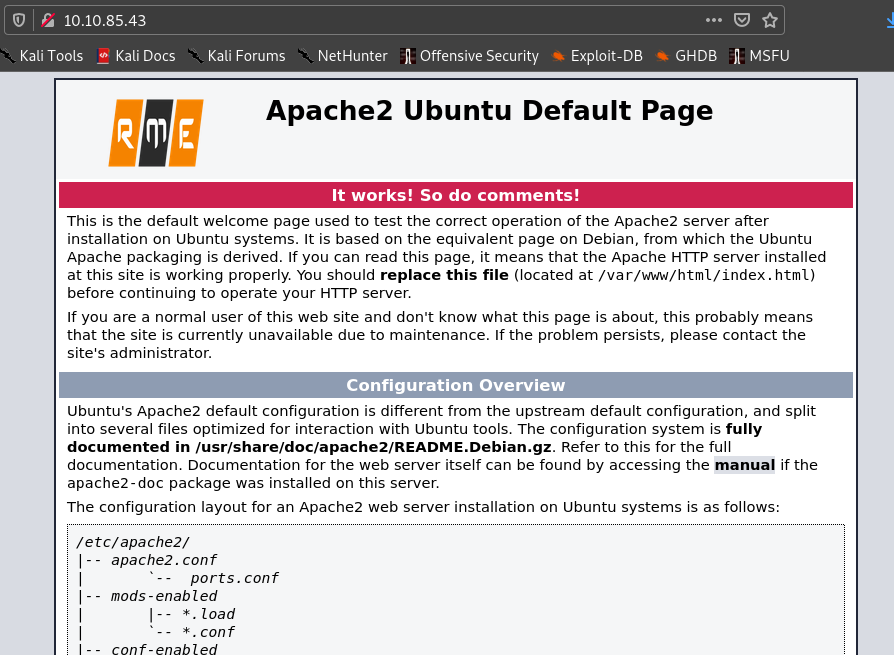 10.10.85.43
Kali Tools Kali Docs Kali Forums NetHunter Offensive Security Exploit-DB GHDB MSFU
RME
Apache2 Ubuntu Default Page
It works! So do comments!
This is the default welcome page used to test the correct operation of the Apache2 server after
installation on Ubuntu systems. It is based on the equivalent page on Debian, from which the Ubuntu
Apache packaging is derived. If you can read this page, it means that the Apache HTTP server installed
at this site is working properly. You should replace this file (located at /var/www/html/index.html)
before continuing to operate your HTTP server.
If you are a normal user of this web site and don't know what this page is about, this probably means
that the site is currently unavailable due to maintenance. If the problem persists, please contact the
site's administrator.
Configuration Overview
Ubuntu's Apache2 default configuration is different from the upstream default configuration, and split
into several files optimized for interaction with Ubuntu tools. The configuration system is fully
documented in /usr/share/doc/apache2/README.Debian.gz. Refer to this for the full
documentation. Documentation for the web server itself can be found by accessing the manual if the
apache2-doc package was installed on this server.
The configuration layout for an Apache2 web server installation on Ubuntu systems is as follows:
/etc/apache2/
|-- apache2.conf
|       `--  ports.conf
|-- mods-enabled
|       |-- *.load
|       `-- *.conf
|-- conf-enabled